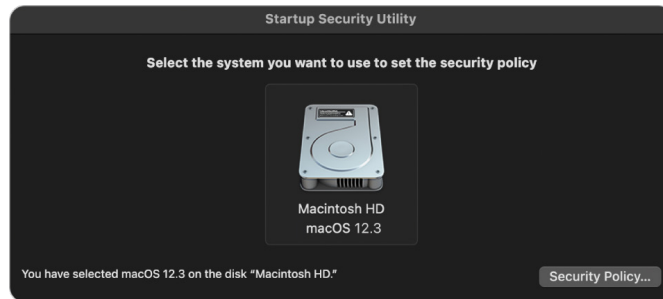 Startup Security Utility
Select the system you want to use to set the security policy
Macintosh HD
macOS 12.3
You have selected macOS 12.3 on the disk “Macintosh HD.”
Security Policy...